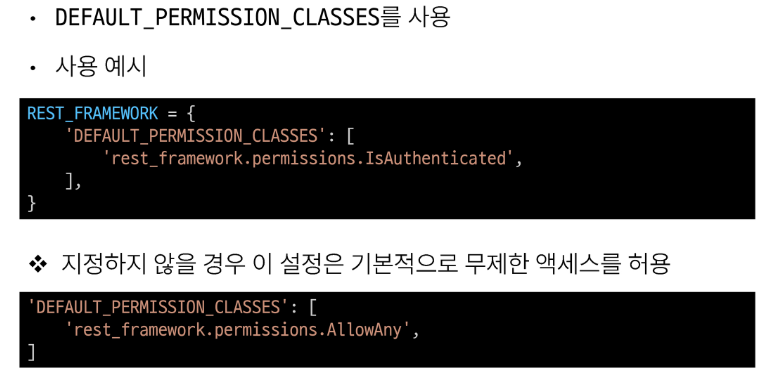 • DEFAULT_PERMISSION_CLASSES를 사용
• 사용 예시
REST_FRAMEWORK = {
    'DEFAULT_PERMISSION_CLASSES': [
        'rest_framework.permissions.IsAuthenticated',
    ],
}
❖ 지정하지 않을 경우 이 설정은 기본적으로 무제한 액세스를 허용
'DEFAULT_PERMISSION_CLASSES': [
    'rest_framework.permissions.AllowAny',
]